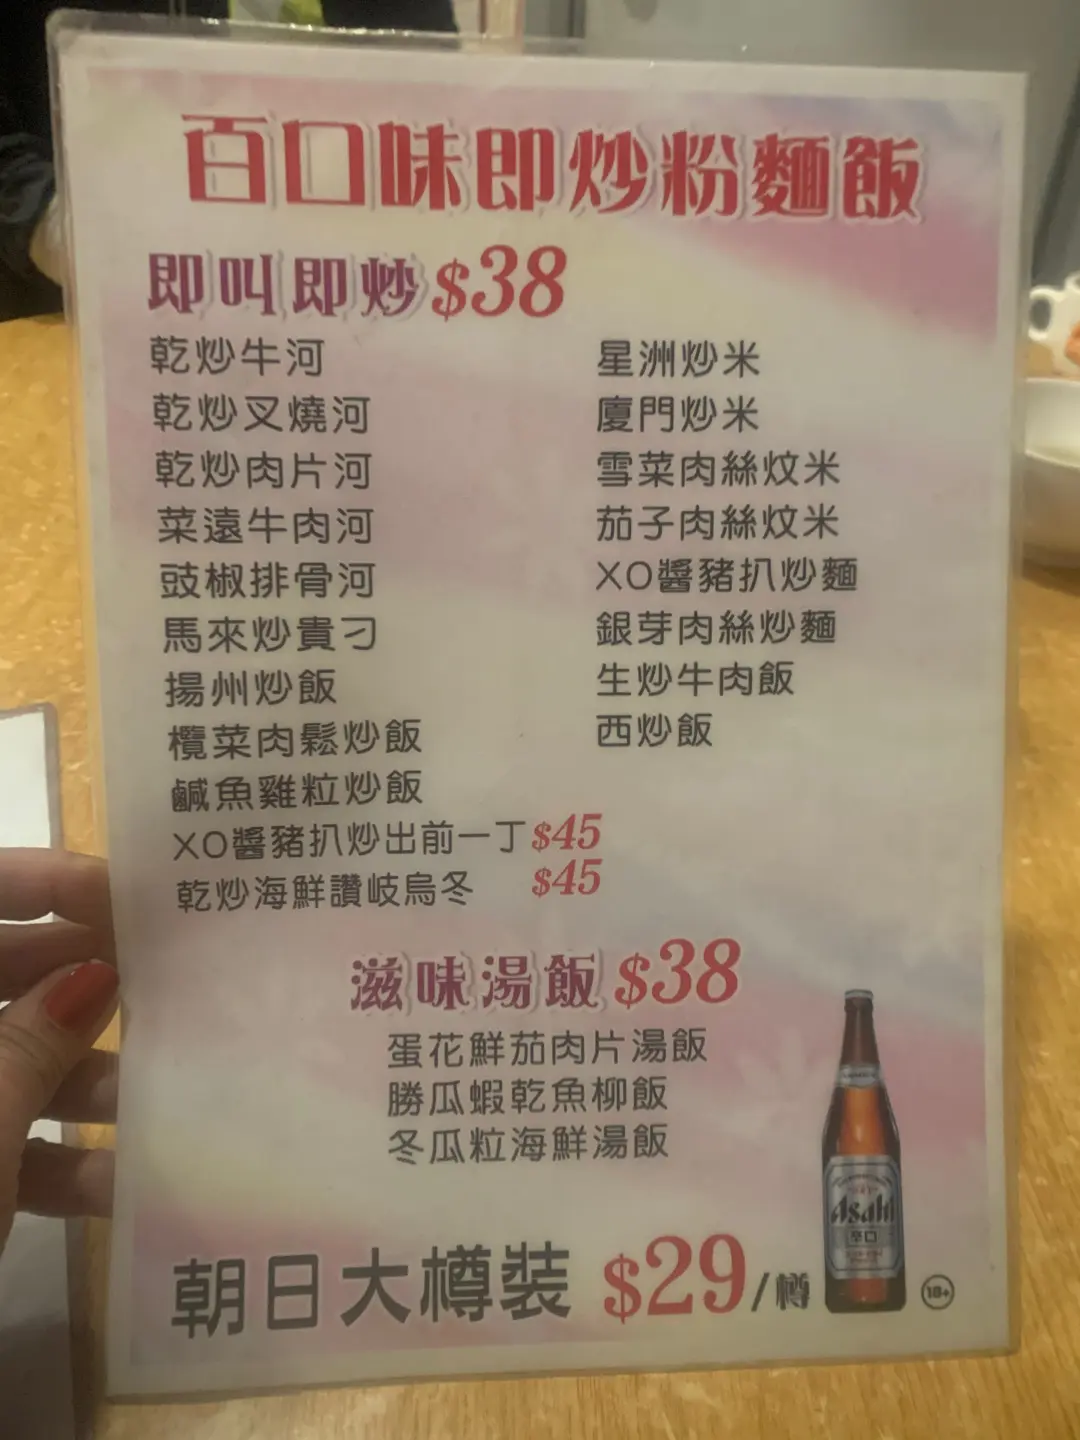 百口味即炒粉麵飯
即叫即炒 $38
乾炒牛河
乾炒叉燒河
乾炒肉片河
菜遠牛肉河
豉椒排骨河
馬來炒貴刁
揚州炒飯
欖菜肉鬆炒飯
鹹魚雞粒炒飯
XO醬豬扒炒出前一丁 $45
乾炒海鮮讚岐烏冬 $45
星洲炒米
廈門炒米
雪菜肉絲炆米
茄子肉絲炆米
XO醬豬扒炒麵
銀芽肉絲炒麵
生炒牛肉飯
西炒飯
滋味湯飯 $38
蛋花鮮茄肉片湯飯
勝瓜蝦乾魚柳飯
冬瓜粒海鮮湯飯
朝日大樽裝 $29/樽
Asahi
辛口
18+